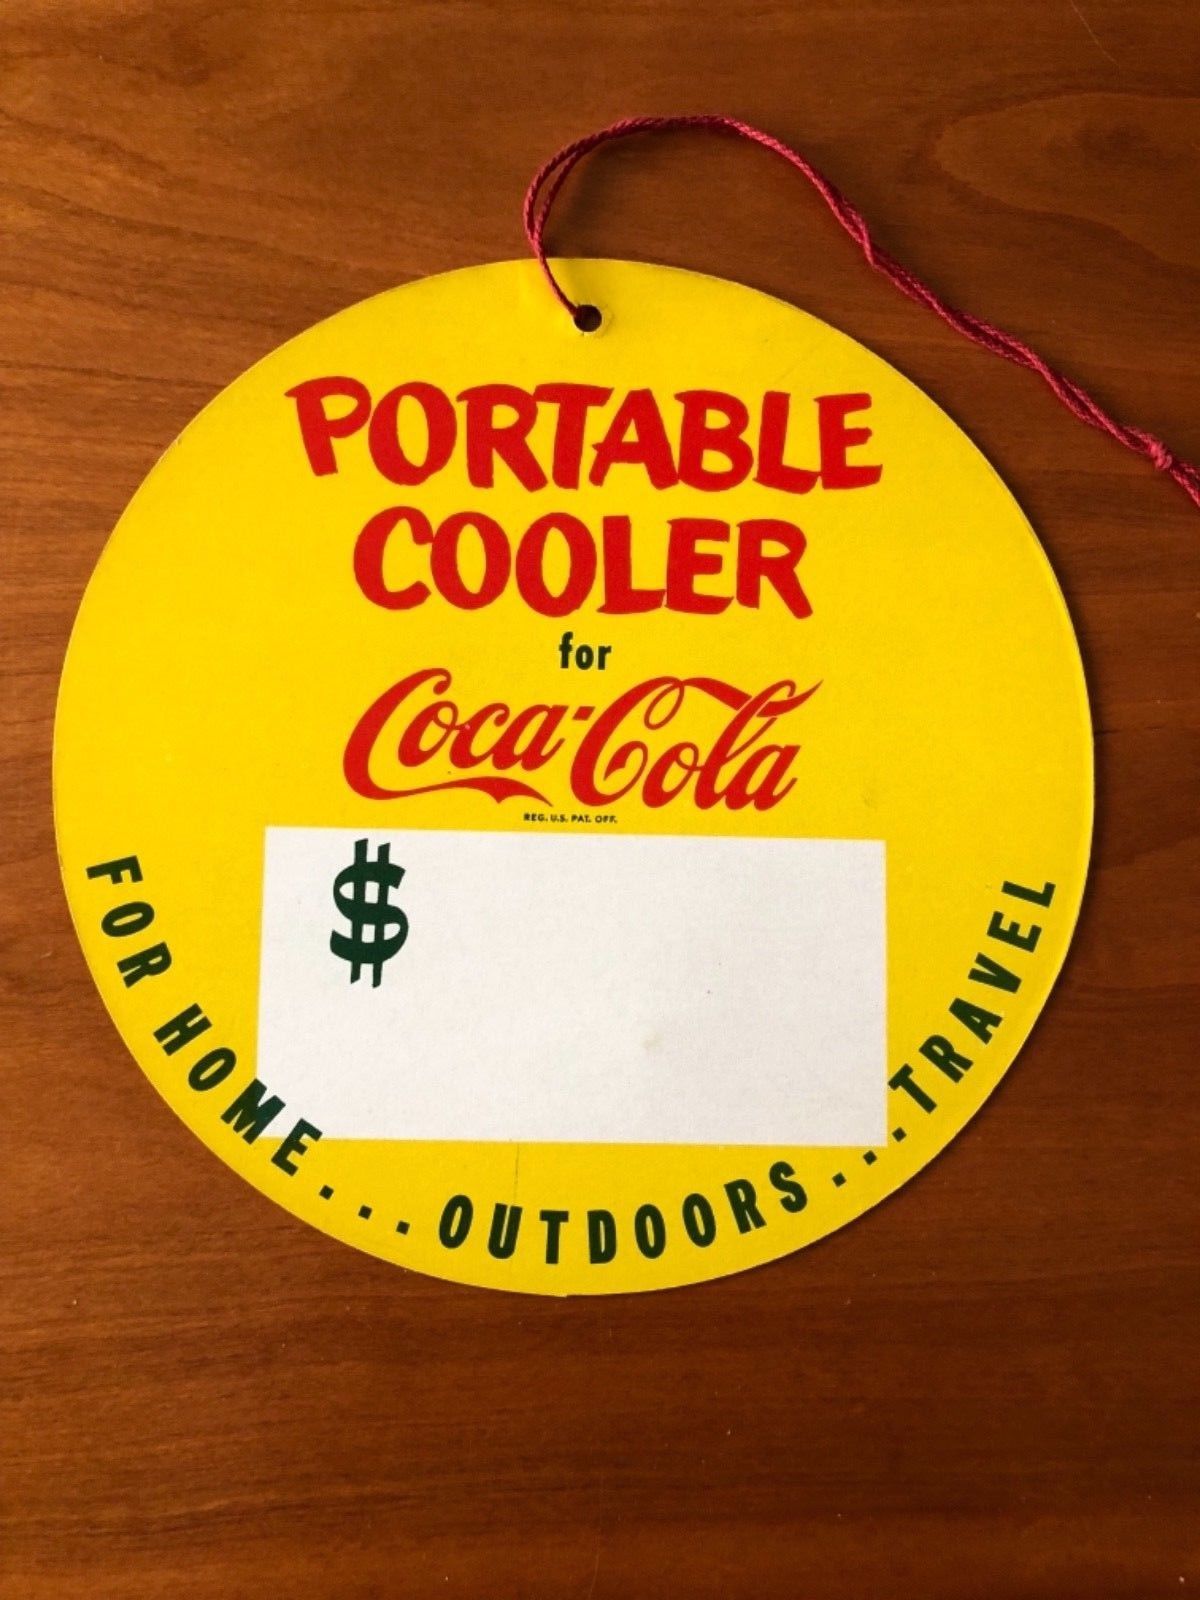 PORTABLE
COOLER
for
Coca-Cola
REG. U.S. PAT. OFF.
$
FOR HOME...OUTDOORS...TRAVEL